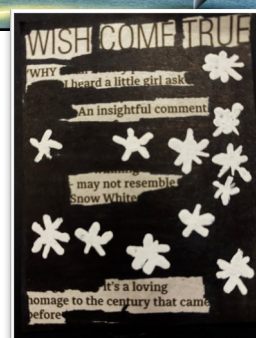 WISH COME TRUE
"WHY
I heard a little girl ask
An insightful comment
- may not resemble
Snow White
It's a loving
homage to the century that came
before